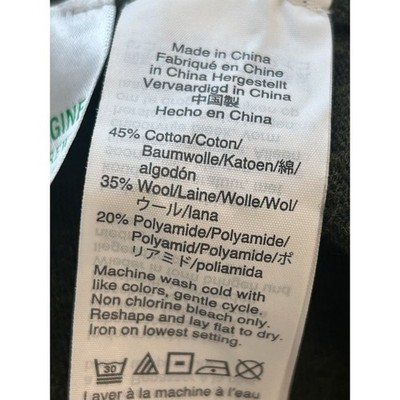 Made in China
Fabriqué en Chine
in China Hergestellt
Vervaardigd in China
中国製
Hecho en China
45% Cotton/Coton/
Baumwolle/Katoen/綿/
algodón
35% Wool/Laine/Wolle/Wol/
ウール/lana
20% Polyamide/Polyamide/
Polyamid/Polyamide/ポ
リアミド/poliamida
Machine wash cold with
like colors, gentle cycle.
Non chlorine bleach only.
Reshape and lay flat to dry.
Iron on lowest setting.
30
Laver à la machine à l'eau
GINE